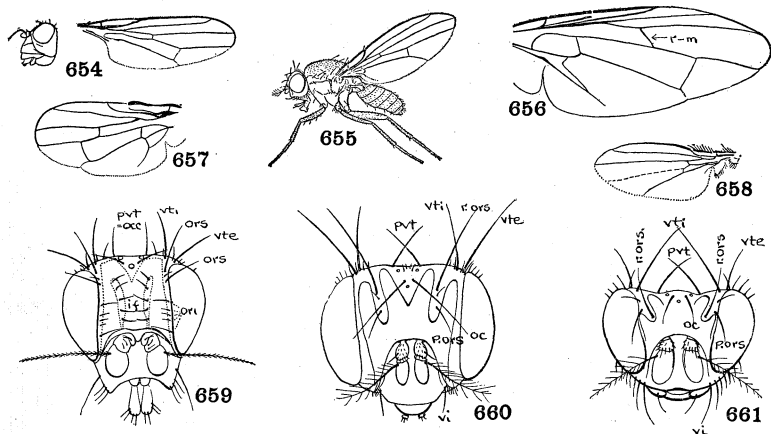 654
655
← r-m
656
657
658
pvt vti
occ ors
vte
ors
if
ori
659
vti r.ors
pvt vte
oc
p.ors
vi
660
vti
r.ors. pvt r.ors vte
oc
p.ors
vi
661